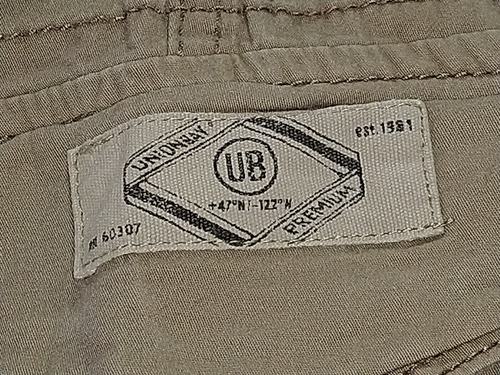 est. 1981
UNIONBAY
UB
+47°N/-122°W
PREMIUM
RN 60307